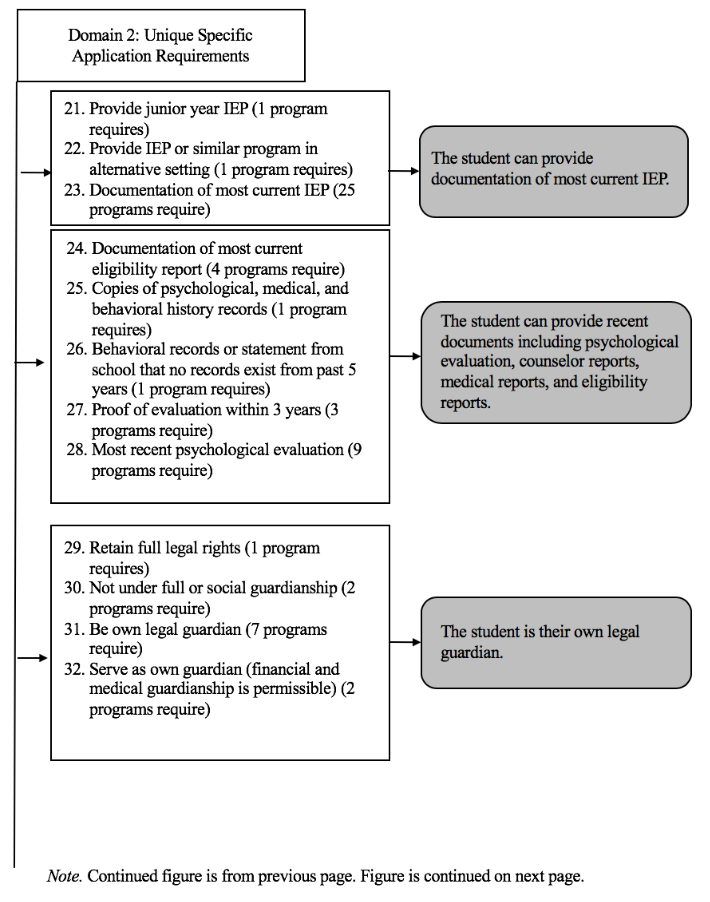 Domain 2: Unique Specific
Application Requirements
21. Provide junior year IEP (1 program
requires)
22. Provide IEP or similar program in
alternative setting (1 program requires)
23. Documentation of most current IEP (25
programs require)
The student can provide
documentation of most current IEP.
24. Documentation of most current
eligibility report (4 programs require)
25. Copies of psychological, medical, and
behavioral history records (1 program
requires)
26. Behavioral records or statement from
school that no records exist from past 5
years (1 program requires)
27. Proof of evaluation within 3 years (3
programs require)
28. Most recent psychological evaluation (9
programs require)
The student can provide recent
documents including psychological
evaluation, counselor reports,
medical reports, and eligibility
reports.
29. Retain full legal rights (1 program
requires)
30. Not under full or social guardianship (2
programs require)
31. Be own legal guardian (7 programs
require)
32. Serve as own guardian (financial and
medical guardianship is permissible) (2
programs require)
The student is their own legal
guardian.
Note. Continued figure is from previous page. Figure is continued on next page.